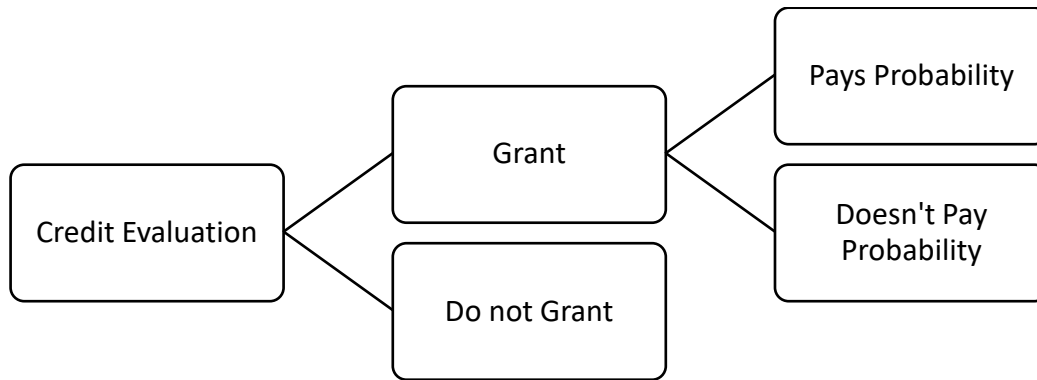 Credit Evaluation
Grant
Do not Grant
Pays Probability
Doesn't Pay
Probability